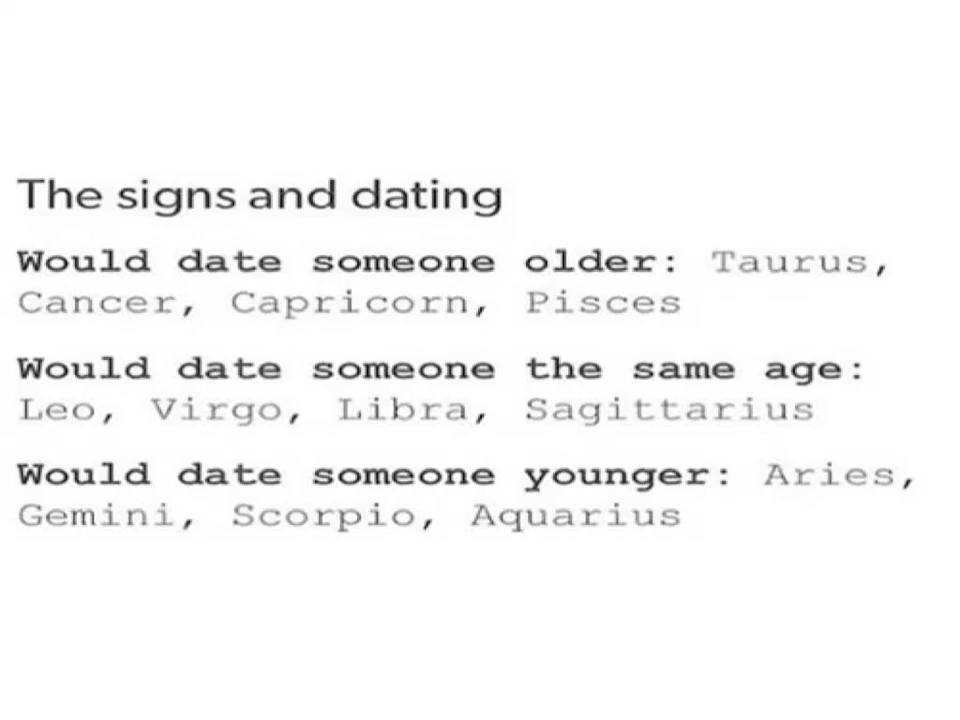 The signs and dating
Would date someone older: Taurus,
Cancer, Capricorn, Pisces
Would date someone the same age:
Leo, Virgo, Libra, Sagittarius
Would date someone younger: Aries,
Gemini, Scorpio, Aquarius